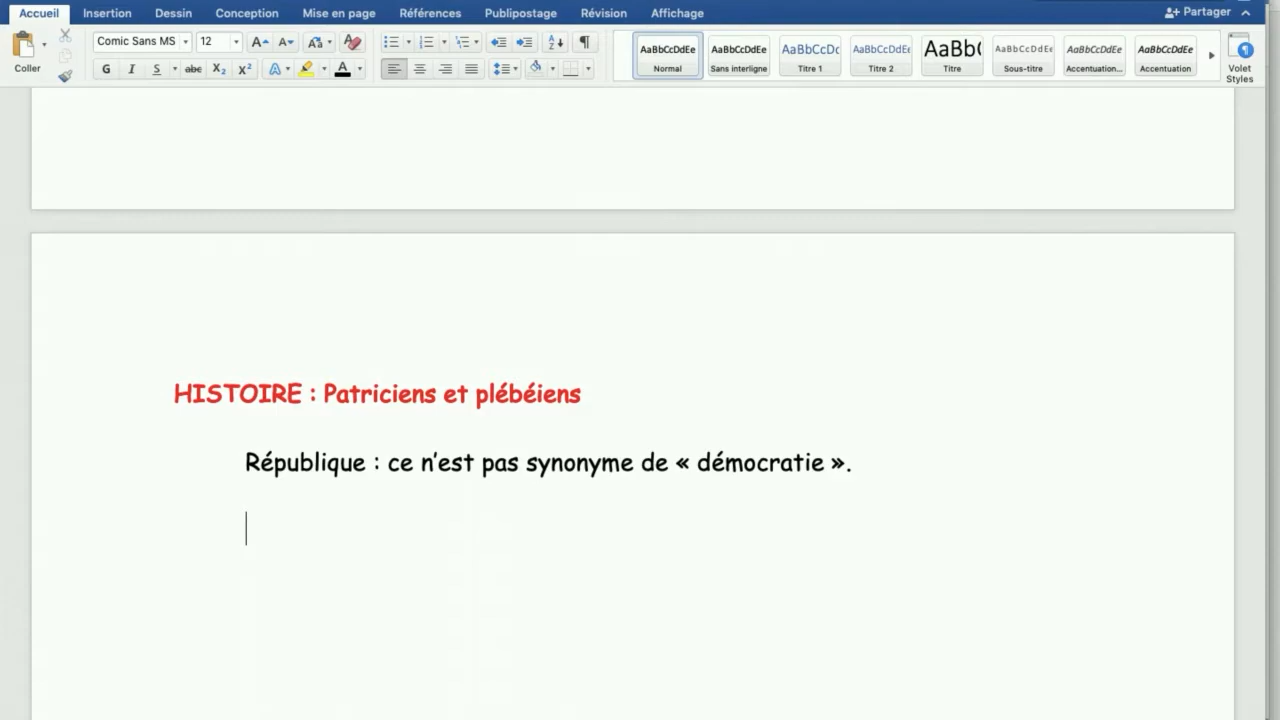 Accueil Insertion Dessin Conception Mise en page Références Publipostage Révision Affichage Partager
Comic Sans MS 12 AaBbCcDdEe AaBbCcDdEe AaBbCcDc AaBbCcDdEe AaBb( AaBbCcDdEe AaBbCcDdEe AaBbCcDdEe
Coller G I S abc X2 X2 A A Normal Sans interligne Titre 1 Titre 2 Titre Sous-titre Accentuation... Accentuation Volet
Styles
HISTOIRE : Patriciens et plébéiens
République : ce n'est pas synonyme de « démocratie ».